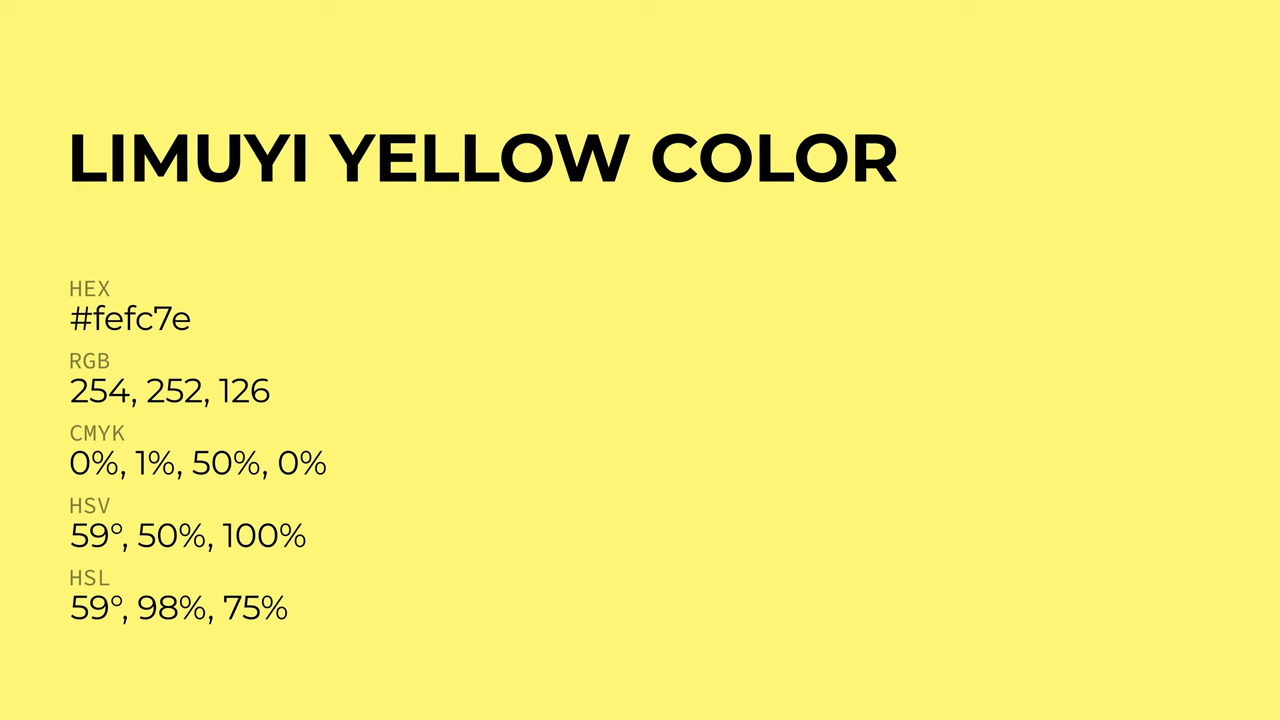 LIMUYI YELLOW COLOR
HEX
#fefc7e
RGB
254, 252, 126
CMYK
0%, 1%, 50%, 0%
HSV
59°, 50%, 100%
HSL
59°, 98%, 75%